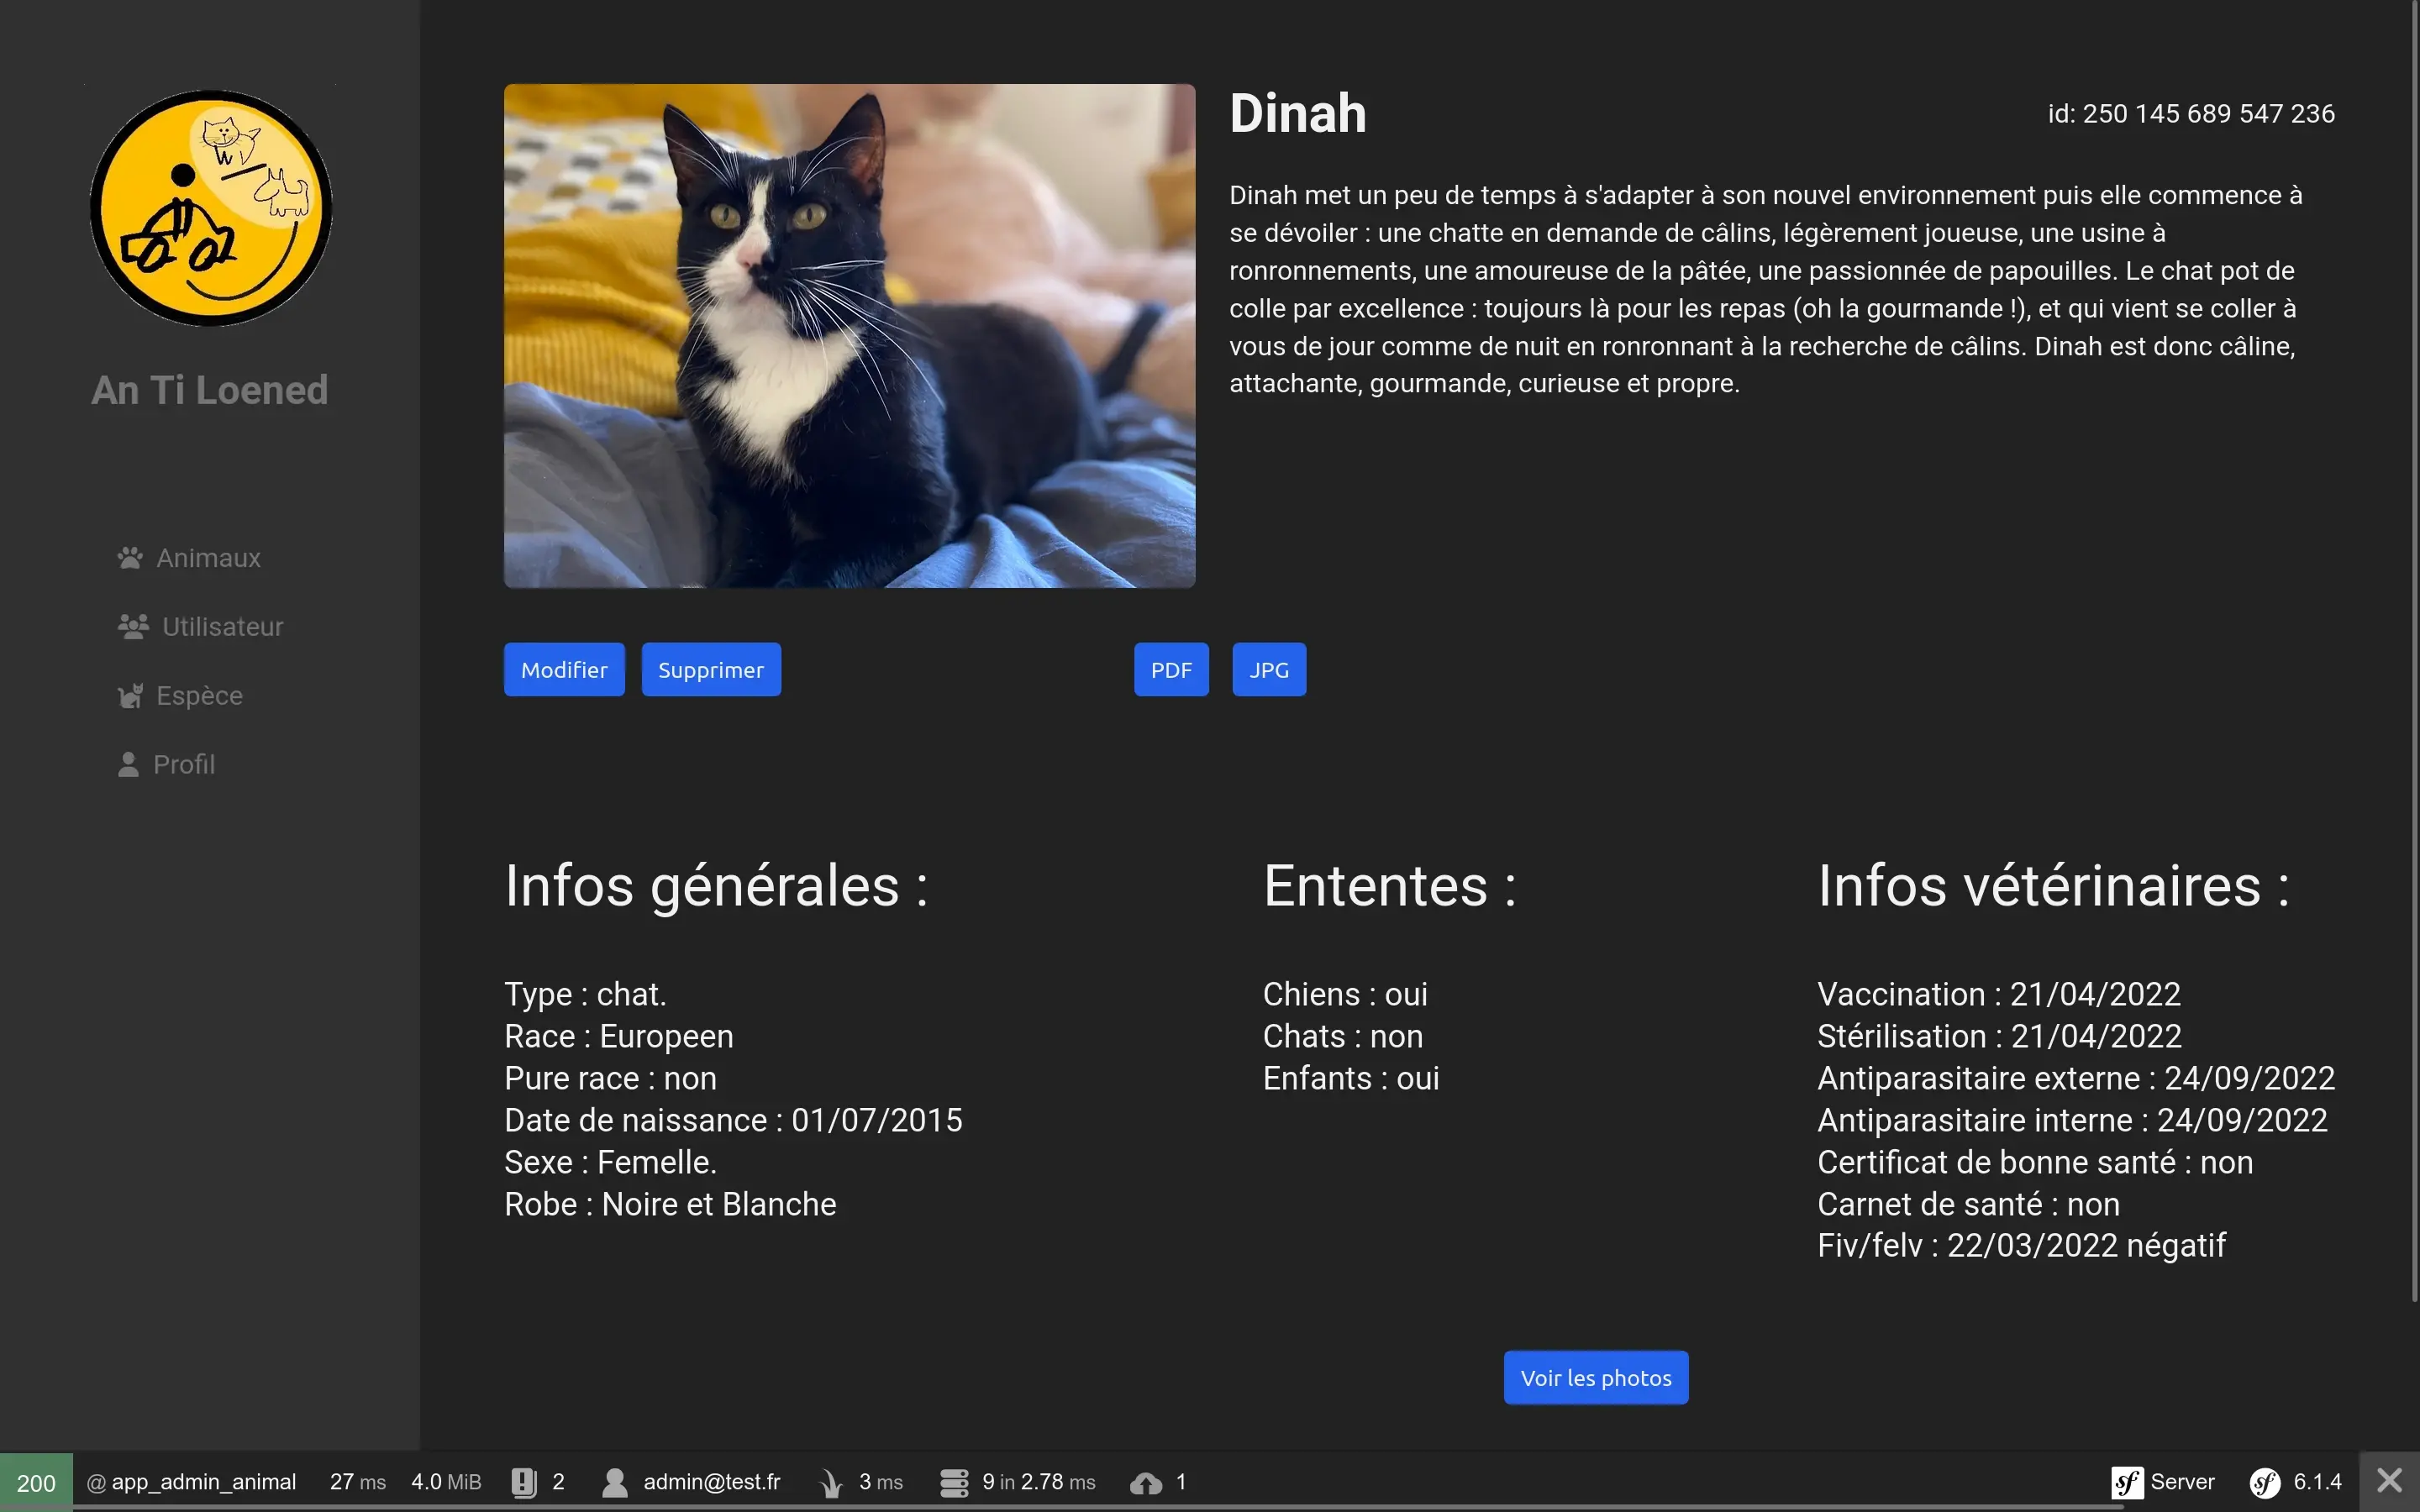 An Ti Loened
Animaux
Utilisateur
Espèce
Profil
Dinah
id: 250 145 689 547 236
Dinah met un peu de temps à s'adapter à son nouvel environnement puis elle commence à
se dévoiler : une chatte en demande de câlins, légèrement joueuse, une usine à
ronronnements, une amoureuse de la pâtée, une passionnée de papouilles. Le chat pot de
colle par excellence : toujours là pour les repas (oh la gourmande !), et qui vient se coller à
vous de jour comme de nuit en ronronnant à la recherche de câlins. Dinah est donc câline,
attachante, gourmande, curieuse et propre.
Modifier
Supprimer
PDF
JPG
Infos générales :
Type : chat.
Race : Europeen
Pure race : non
Date de naissance : 01/07/2015
Sexe : Femelle.
Robe : Noire et Blanche
Ententes :
Chiens : oui
Chats : non
Enfants : oui
Infos vétérinaires :
Vaccination : 21/04/2022
Stérilisation : 21/04/2022
Antiparasitaire externe : 24/09/2022
Antiparasitaire interne : 24/09/2022
Certificat de bonne santé : non
Carnet de santé : non
Fiv/felv : 22/03/2022 négatif
Voir les photos
200 @ app_admin_animal 27 ms 4.0 MiB 2 admin@test.fr 3 ms 9 in 2.78 ms 1 sf Server sf 6.1.4